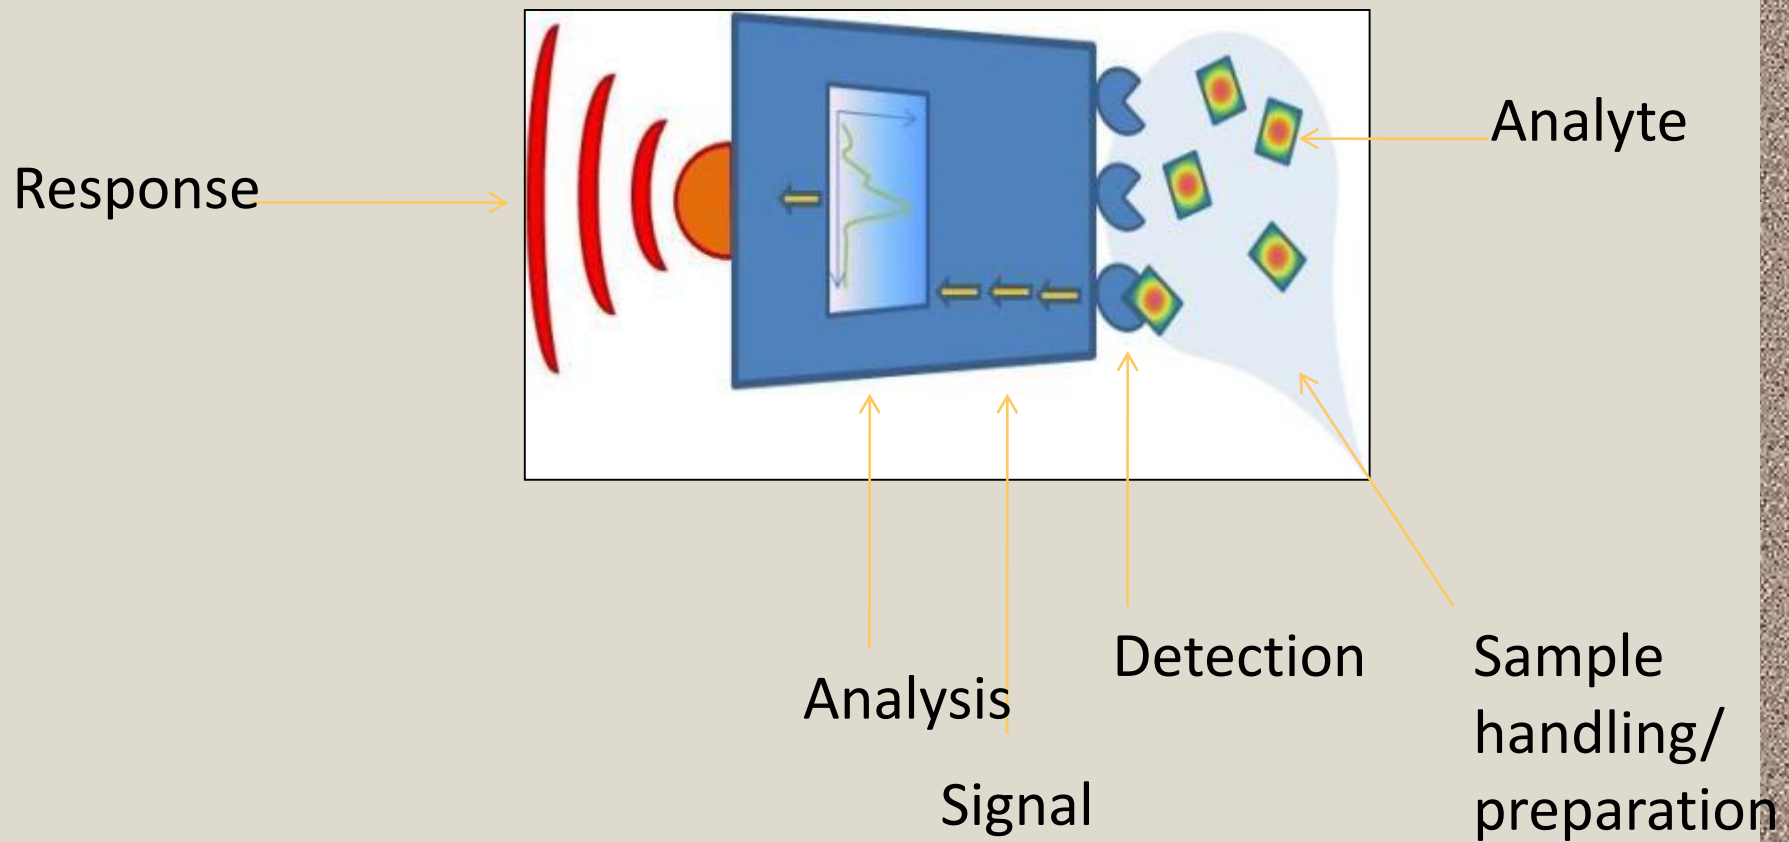 Analyte
Response
Detection
Sample
handling/
preparation
Analysis
Signal